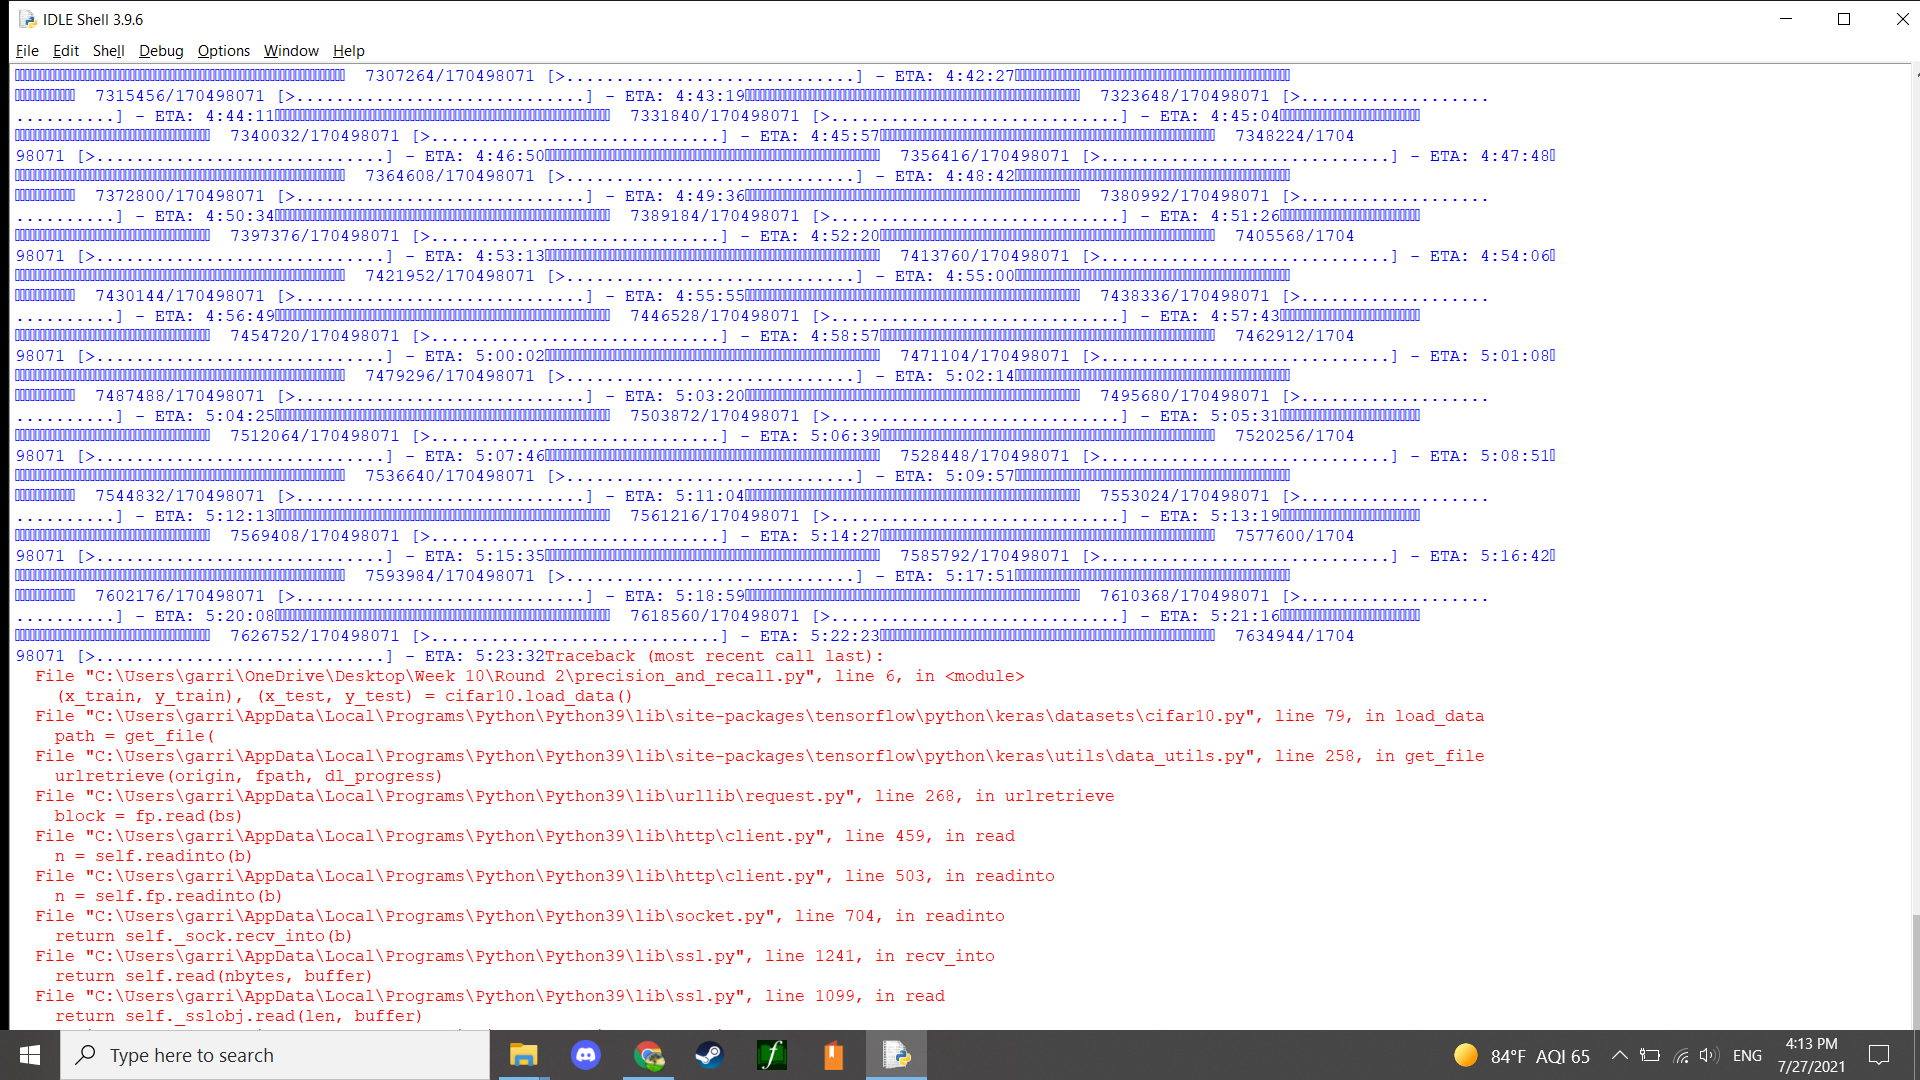 IDLE Shell 3.9.6
File Edit Shell Debug Options Window Help
7307264/170498071 [>.............................] - ETA: 4:42:27
7315456/170498071 [>.............................] - ETA: 4:43:19 7323648/170498071 [>...................
..........] - ETA: 4:44:11 7331840/170498071 [>.............................] - ETA: 4:45:04
7340032/170498071 [>.............................] - ETA: 4:45:57 7348224/1704
98071 [>.............................] - ETA: 4:46:50 7356416/170498071 [>.............................] - ETA: 4:47:48
7364608/170498071 [>.............................] - ETA: 4:48:42
7372800/170498071 [>.............................] - ETA: 4:49:36 7380992/170498071 [>...................
..........] - ETA: 4:50:34 7389184/170498071 [>.............................] - ETA: 4:51:26
7397376/170498071 [>.............................] - ETA: 4:52:20 7405568/1704
98071 [>.............................] - ETA: 4:53:13 7413760/170498071 [>.............................] - ETA: 4:54:06
7421952/170498071 [>.............................] - ETA: 4:55:00
7430144/170498071 [>.............................] - ETA: 4:55:55 7438336/170498071 [>...................
..........] - ETA: 4:56:49 7446528/170498071 [>.............................] - ETA: 4:57:43
7454720/170498071 [>.............................] - ETA: 4:58:57 7462912/1704
98071 [>.............................] - ETA: 5:00:02 7471104/170498071 [>.............................] - ETA: 5:01:08
7479296/170498071 [>.............................] - ETA: 5:02:14
7487488/170498071 [>.............................] - ETA: 5:03:20 7495680/170498071 [>...................
..........] - ETA: 5:04:25 7503872/170498071 [>.............................] - ETA: 5:05:31
7512064/170498071 [>.............................] - ETA: 5:06:39 7520256/1704
98071 [>.............................] - ETA: 5:07:46 7528448/170498071 [>.............................] - ETA: 5:08:51
7536640/170498071 [>.............................] - ETA: 5:09:57
7544832/170498071 [>.............................] - ETA: 5:11:04 7553024/170498071 [>...................
..........] - ETA: 5:12:13 7561216/170498071 [>.............................] - ETA: 5:13:19
7569408/170498071 [>.............................] - ETA: 5:14:27 7577600/1704
98071 [>.............................] - ETA: 5:15:35 7585792/170498071 [>.............................] - ETA: 5:16:42
7593984/170498071 [>.............................] - ETA: 5:17:51
7602176/170498071 [>.............................] - ETA: 5:18:59 7610368/170498071 [>...................
..........] - ETA: 5:20:08 7618560/170498071 [>.............................] - ETA: 5:21:16
7626752/170498071 [>.............................] - ETA: 5:22:23 7634944/1704
98071 [>.............................] - ETA: 5:23:32Traceback (most recent call last):
File "C:\Users\garri\OneDrive\Desktop\Week 10\Round 2\precision_and_recall.py", line 6, in <module>
(x_train, y_train), (x_test, y_test) = cifar10.load_data()
File "C:\Users\garri\AppData\Local\Programs\Python\Python39\lib\site-packages\tensorflow\python\keras\datasets\cifar10.py", line 79, in load_data
path = get_file(
File "C:\Users\garri\AppData\Local\Programs\Python\Python39\lib\site-packages\tensorflow\python\keras\utils\data_utils.py", line 258, in get_file
urlretrieve(origin, fpath, dl_progress)
File "C:\Users\garri\AppData\Local\Programs\Python\Python39\lib\urllib\request.py", line 268, in urlretrieve
block = fp.read(bs)
File "C:\Users\garri\AppData\Local\Programs\Python\Python39\lib\http\client.py", line 459, in read
n = self.readinto(b)
File "C:\Users\garri\AppData\Local\Programs\Python\Python39\lib\http\client.py", line 503, in readinto
n = self.fp.readinto(b)
File "C:\Users\garri\AppData\Local\Programs\Python\Python39\lib\socket.py", line 704, in readinto
return self._sock.recv_into(b)
File "C:\Users\garri\AppData\Local\Programs\Python\Python39\lib\ssl.py", line 1241, in recv_into
return self.read(nbytes, buffer)
File "C:\Users\garri\AppData\Local\Programs\Python\Python39\lib\ssl.py", line 1099, in read
return self._sslobj.read(len, buffer)
Type here to search
84°F AQI 65
ENG
4:13 PM
7/27/2021